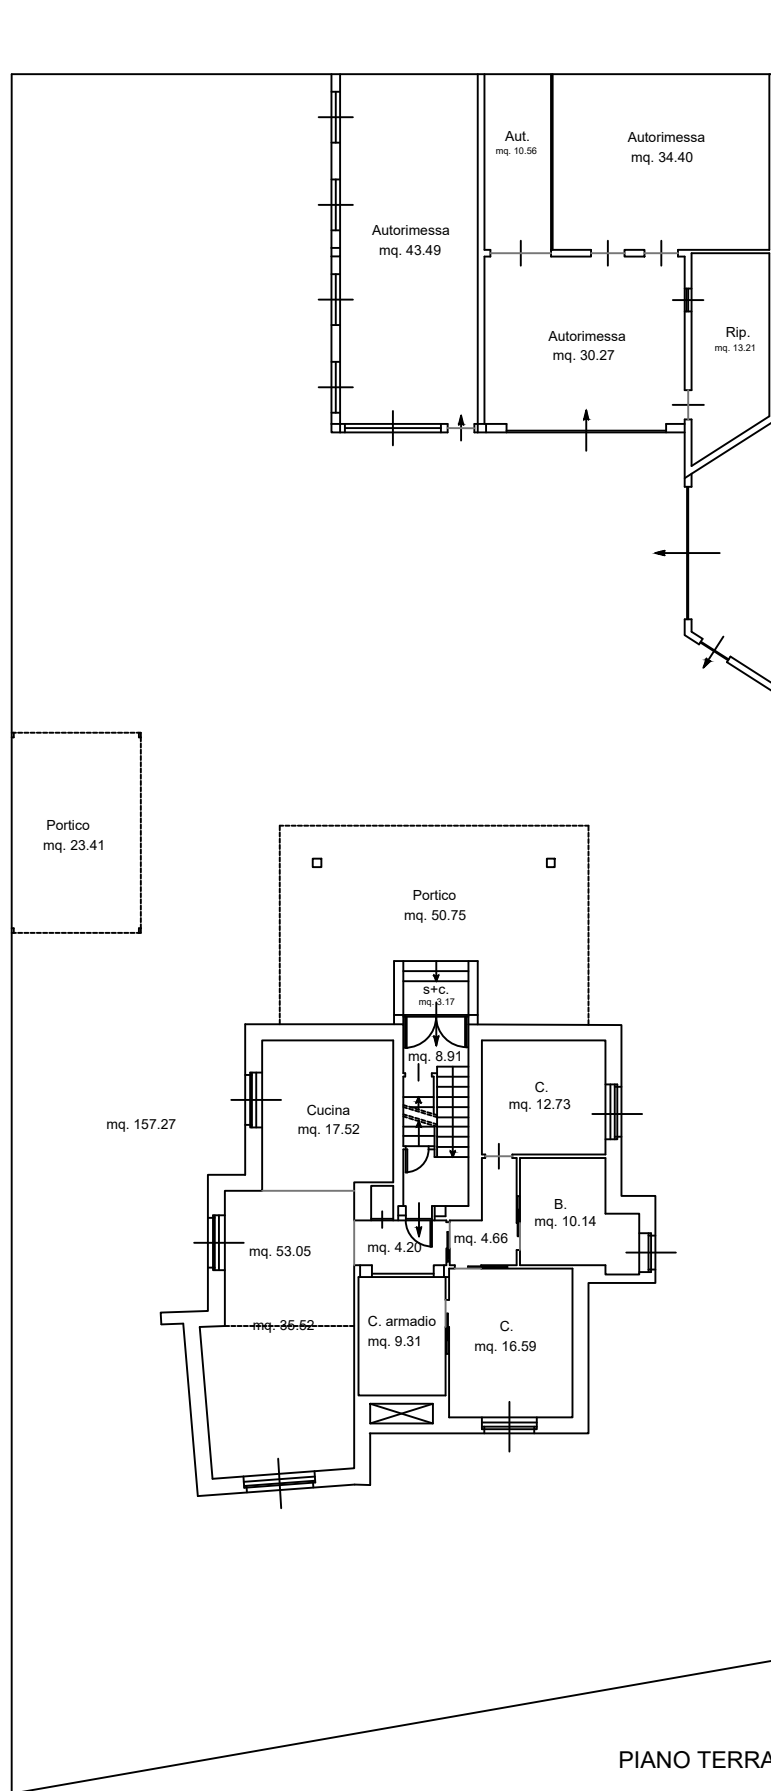 Aut.
mq. 10.56
Autorimessa
mq. 34.40
Autorimessa
mq. 43.49
Autorimessa
mq. 30.27
Rip.
mq. 13.21
Portico
mq. 23.41
Portico
mq. 50.75
s+c.
mq. 3.17
mq. 8.91
C.
mq. 12.73
Cucina
mq. 17.52
mq. 157.27
B.
mq. 10.14
mq. 53.05
mq. 4.20
mq. 4.66
mq. 35.52
C. armadio
mq. 9.31
C.
mq. 16.59
PIANO TERRA